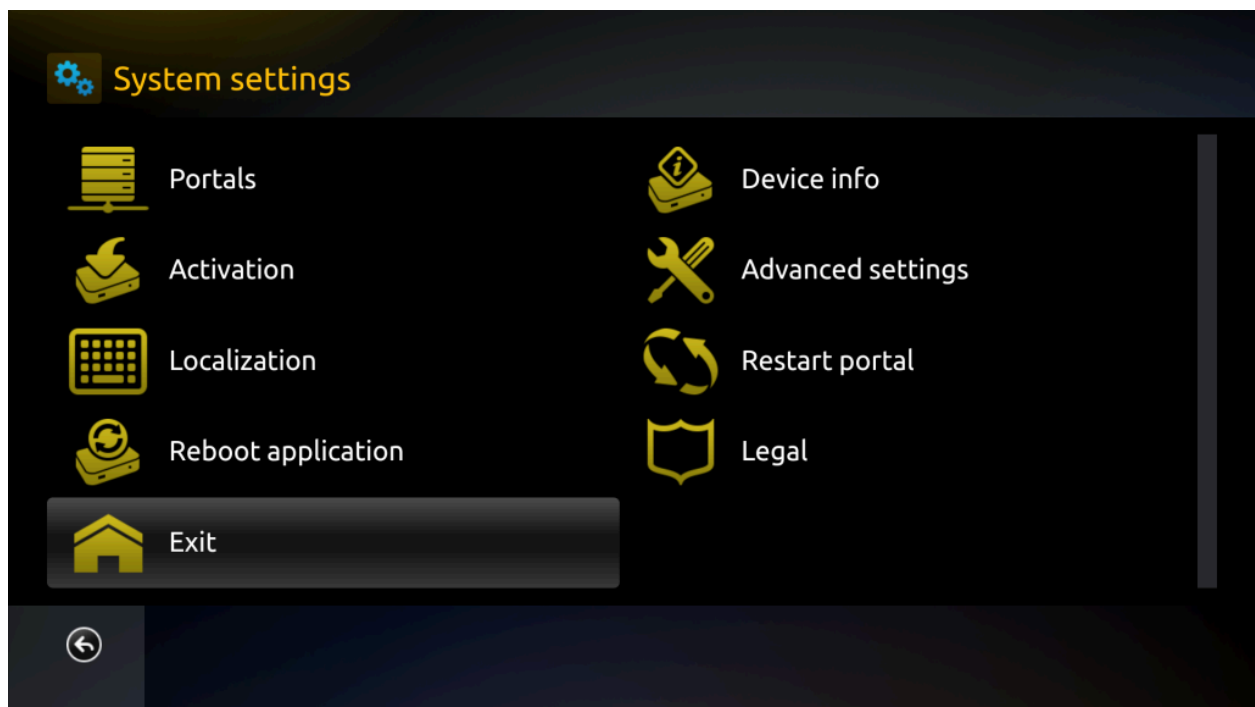 System settings
Portals
Device info
Activation
Advanced settings
Localization
Restart portal
Reboot application
Legal
Exit